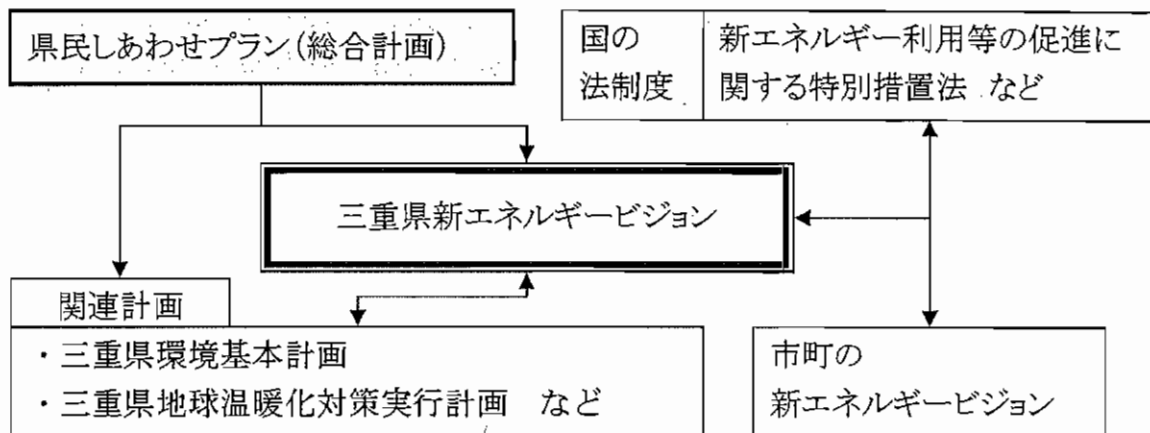 県民しあわせプラン(総合計画)
国の
法制度
新エネルギー利用等の促進に
関する特別措置法 など
三重県新エネルギービジョン
関連計画
・三重県環境基本計画
・三重県地球温暖化対策実行計画 など
市町の
新エネルギービジョン